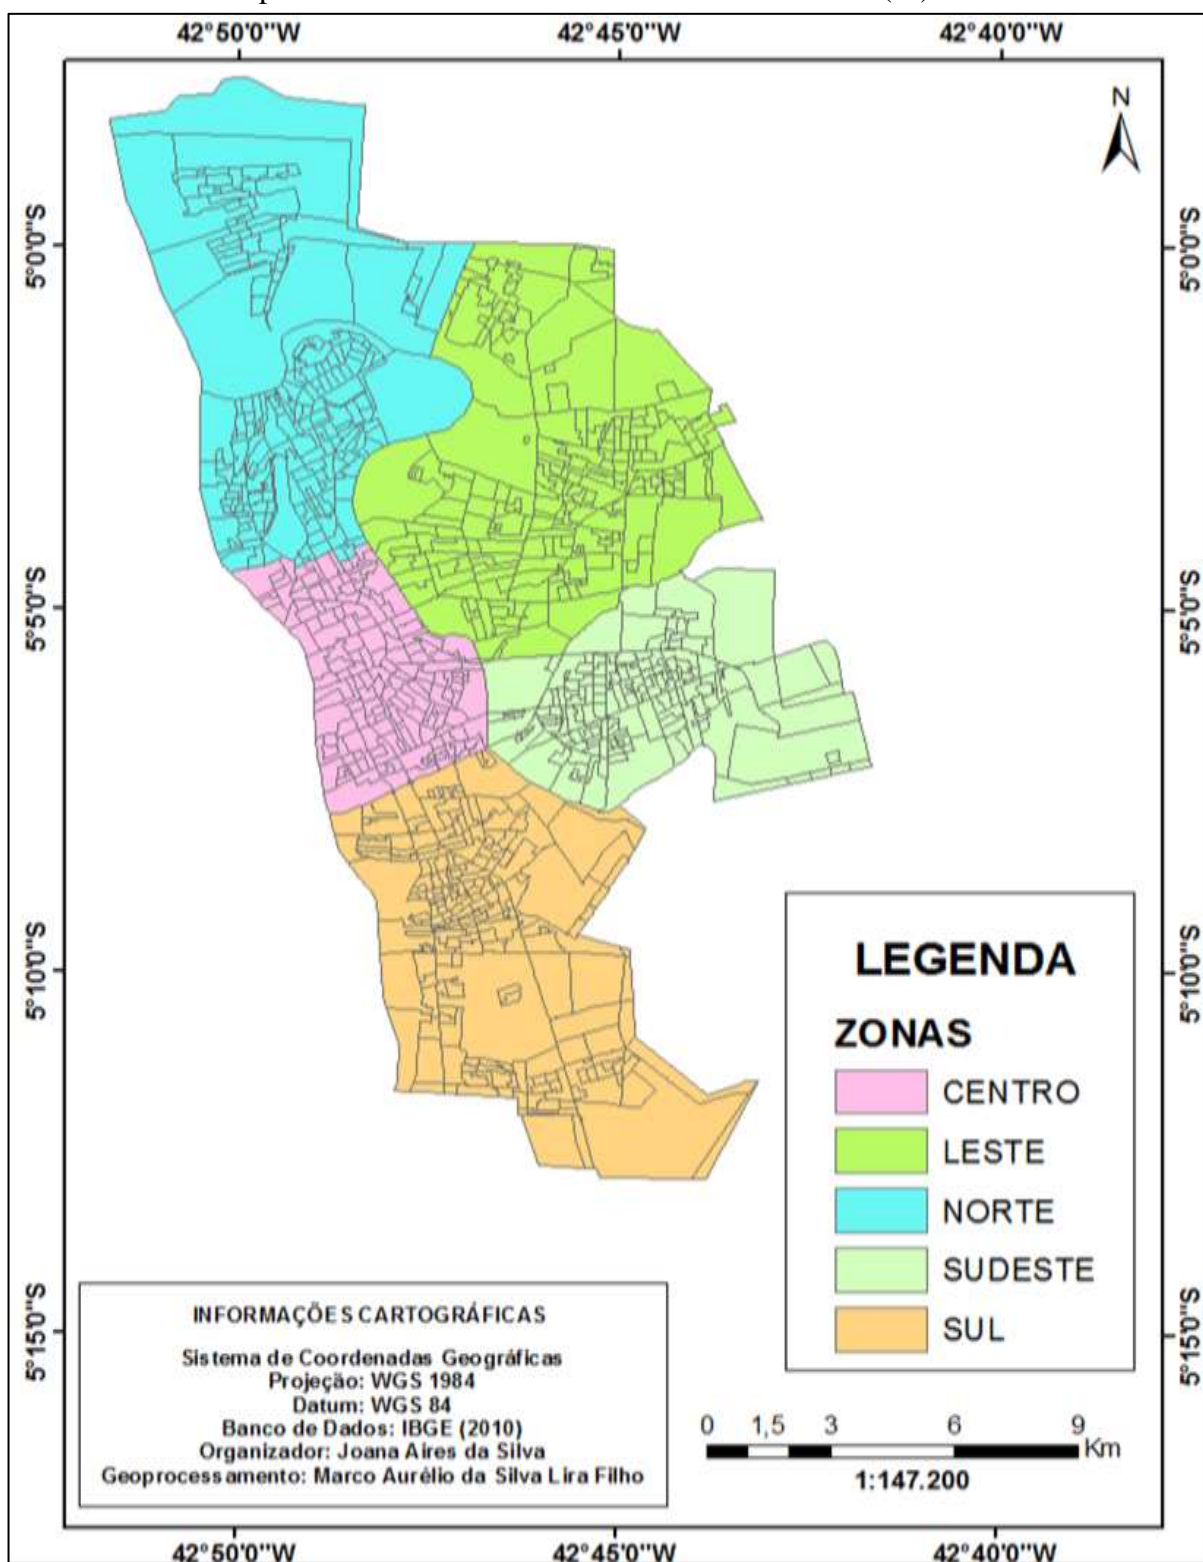 42°50'0"W 42°45'0"W 42°40'0"W
N
5°0'0"S 5°0'0"S
5°5'0"S 5°5'0"S
5°10'0"S 5°10'0"S
LEGENDA
ZONAS
CENTRO
LESTE
NORTE
SUDESTE
SUL
5°15'0"S 5°15'0"S
INFORMAÇÕES CARTOGRÁFICAS
Sistema de Coordenadas Geográficas
Projeção: WGS 1984
Datum: WGS 84
Banco de Dados: IBGE (2010)
Organizador: Joana Aires da Silva
Geoprocessamento: Marco Aurélio da Silva Lira Filho
0 1,5 3 6 9
Km
1:147.200
42°50'0"W 42°45'0"W 42°40'0"W